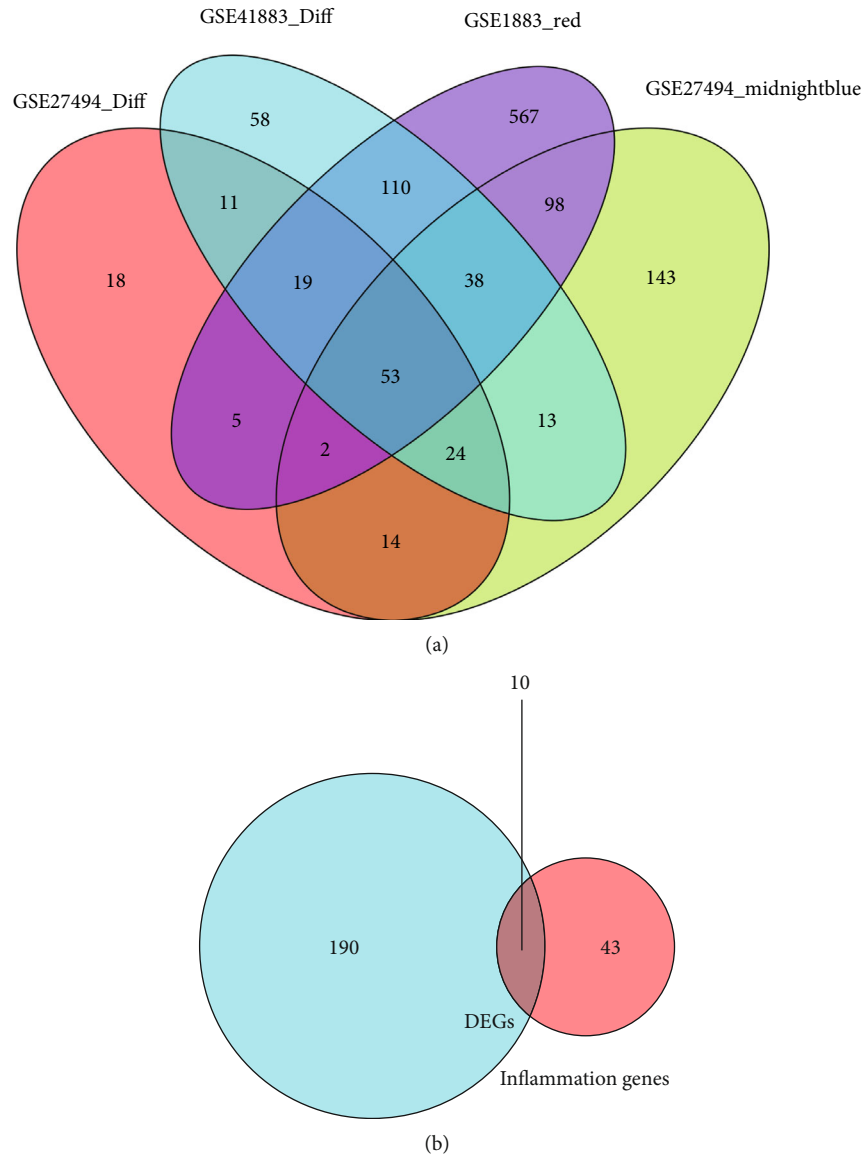 GSE41883_Diff
GSE1883_red
GSE27494_Diff
GSE27494_midnightblue
58
567
11
110
98
18
19
38
143
53
5
2
24
13
14
(a)
10
190
43
DEGs
Inflammation genes
(b)